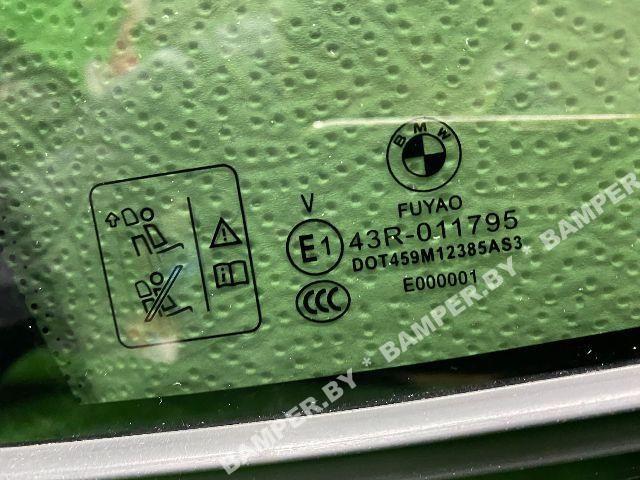 BMW
FUYAO
V
E1
43R-011795
DOT459M12385AS3
E000001
CCC
BAMPER.BY * BAMPER.BY * BAMPER